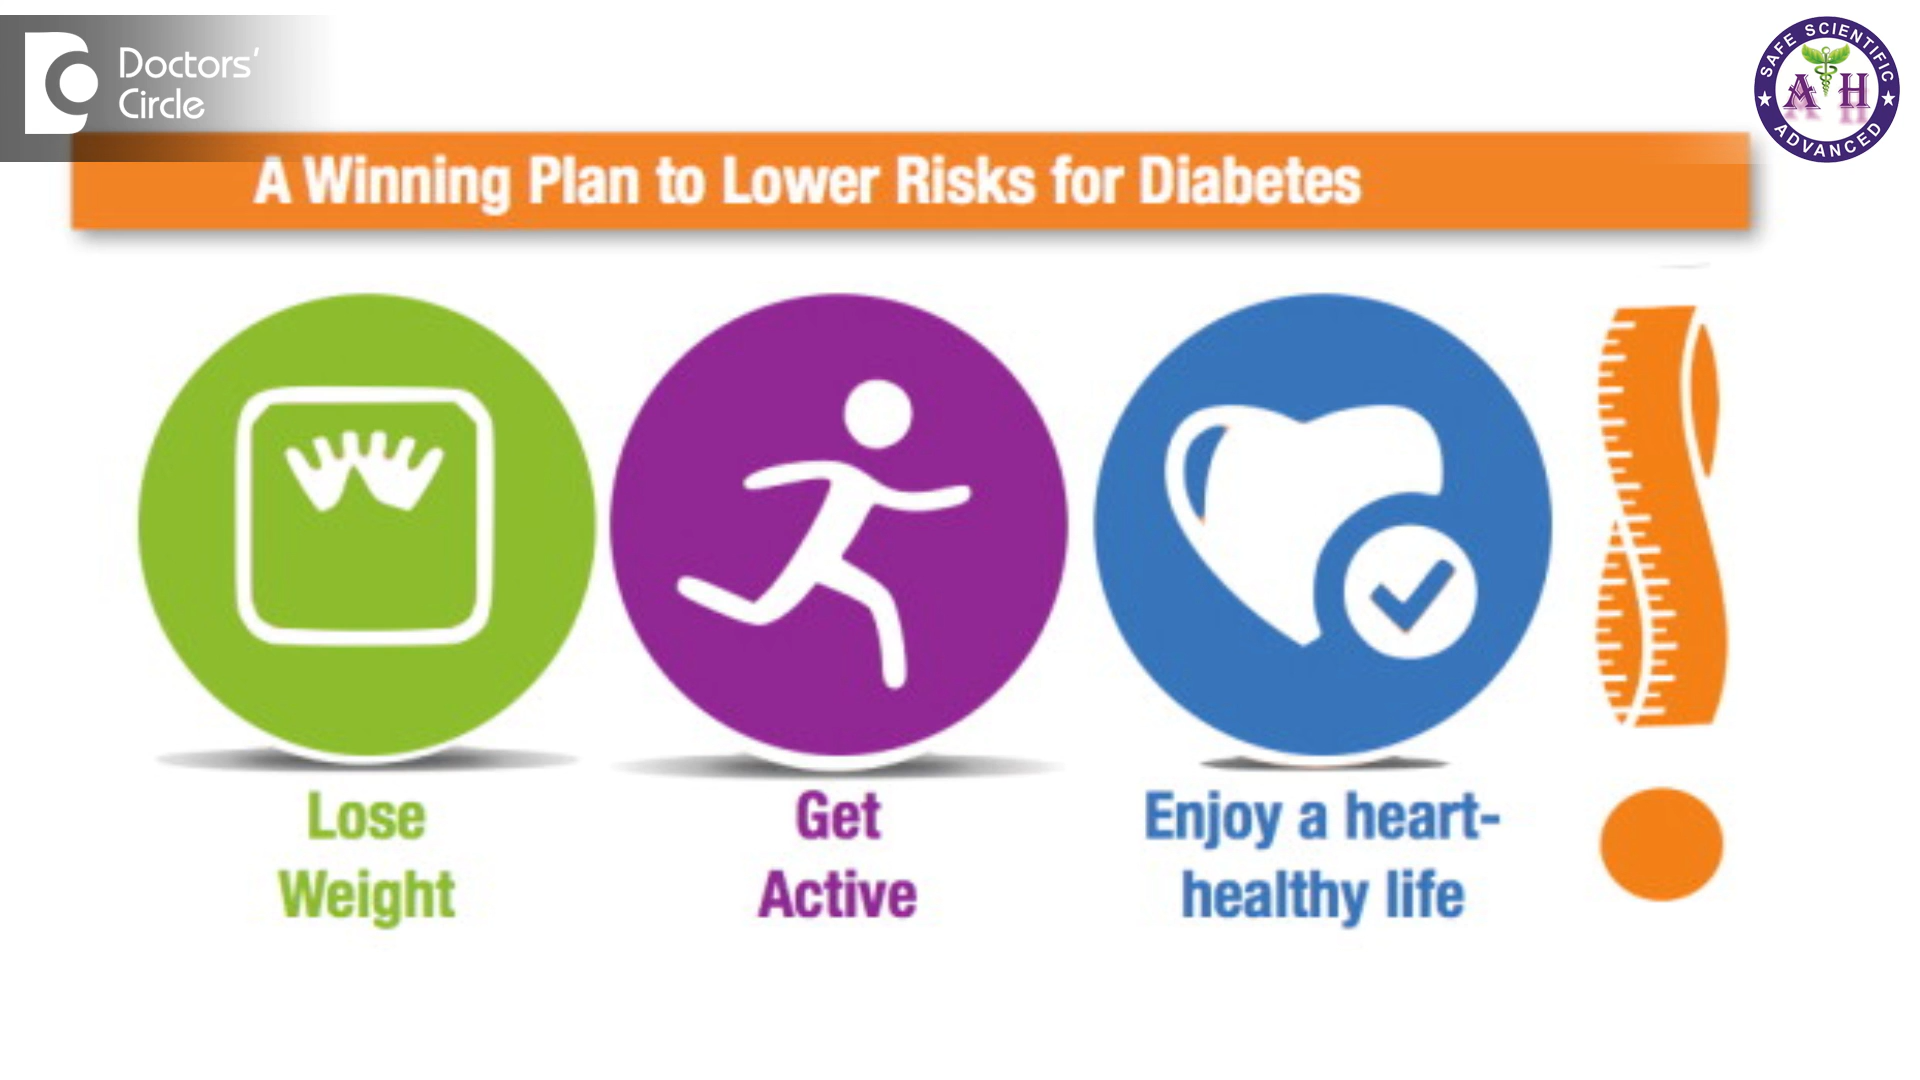 Doctors'
Circle
SAFE SCIENTIFIC
AH
ADVANCED
A Winning Plan to Lower Risks for Diabetes
Lose
Weight
Get
Active
Enjoy a heart-
healthy life